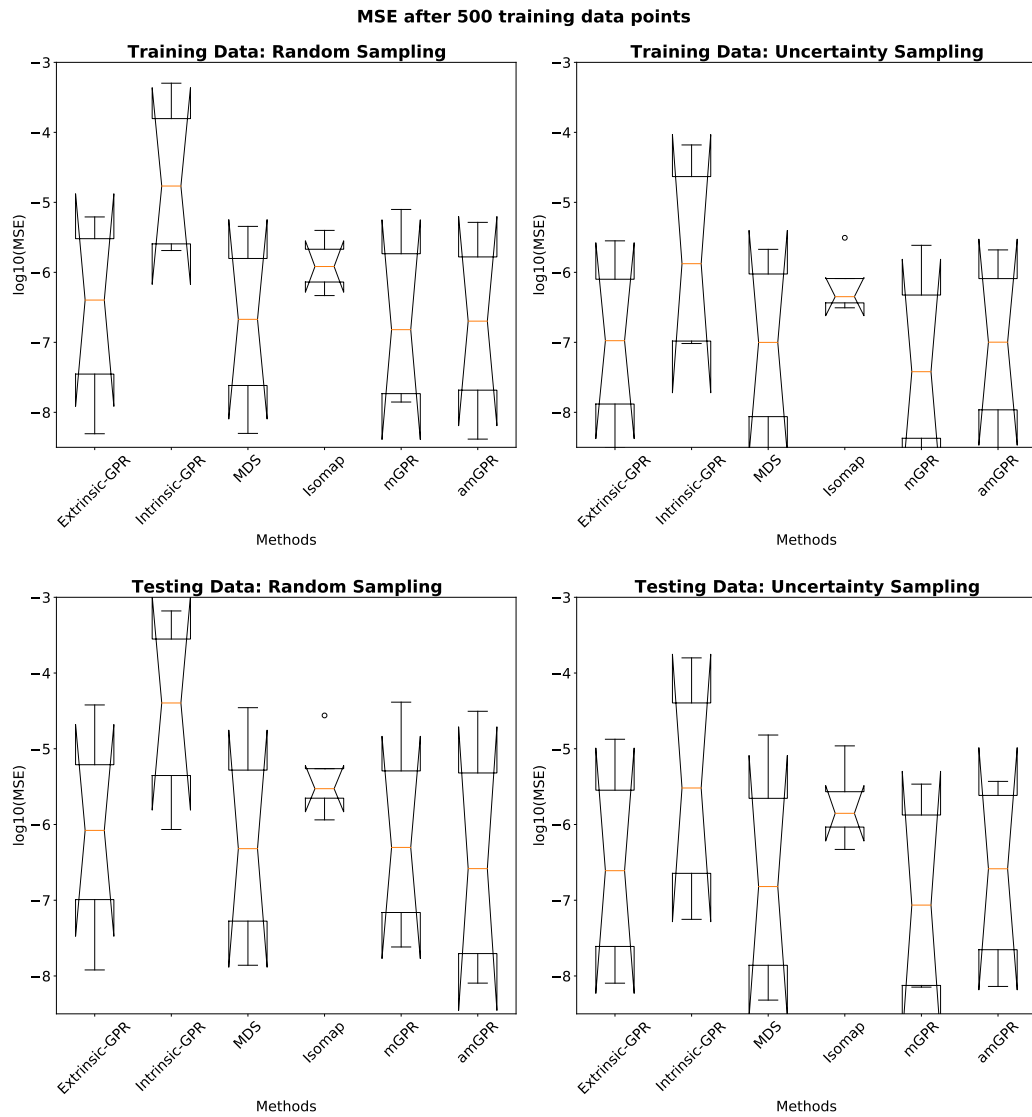 MSE after 500 training data points
Training Data: Random Sampling
−3
−4
−5
−6
−7
−8
log10(MSE)
Extrinsic-GPR
Intrinsic-GPR
MDS
Isomap
mGPR
amGPR
Methods
Training Data: Uncertainty Sampling
−3
−4
−5
−6
−7
−8
log10(MSE)
Extrinsic-GPR
Intrinsic-GPR
MDS
Isomap
mGPR
amGPR
Methods
Testing Data: Random Sampling
−3
−4
−5
−6
−7
−8
log10(MSE)
Extrinsic-GPR
Intrinsic-GPR
MDS
Isomap
mGPR
amGPR
Methods
Testing Data: Uncertainty Sampling
−3
−4
−5
−6
−7
−8
log10(MSE)
Extrinsic-GPR
Intrinsic-GPR
MDS
Isomap
mGPR
amGPR
Methods